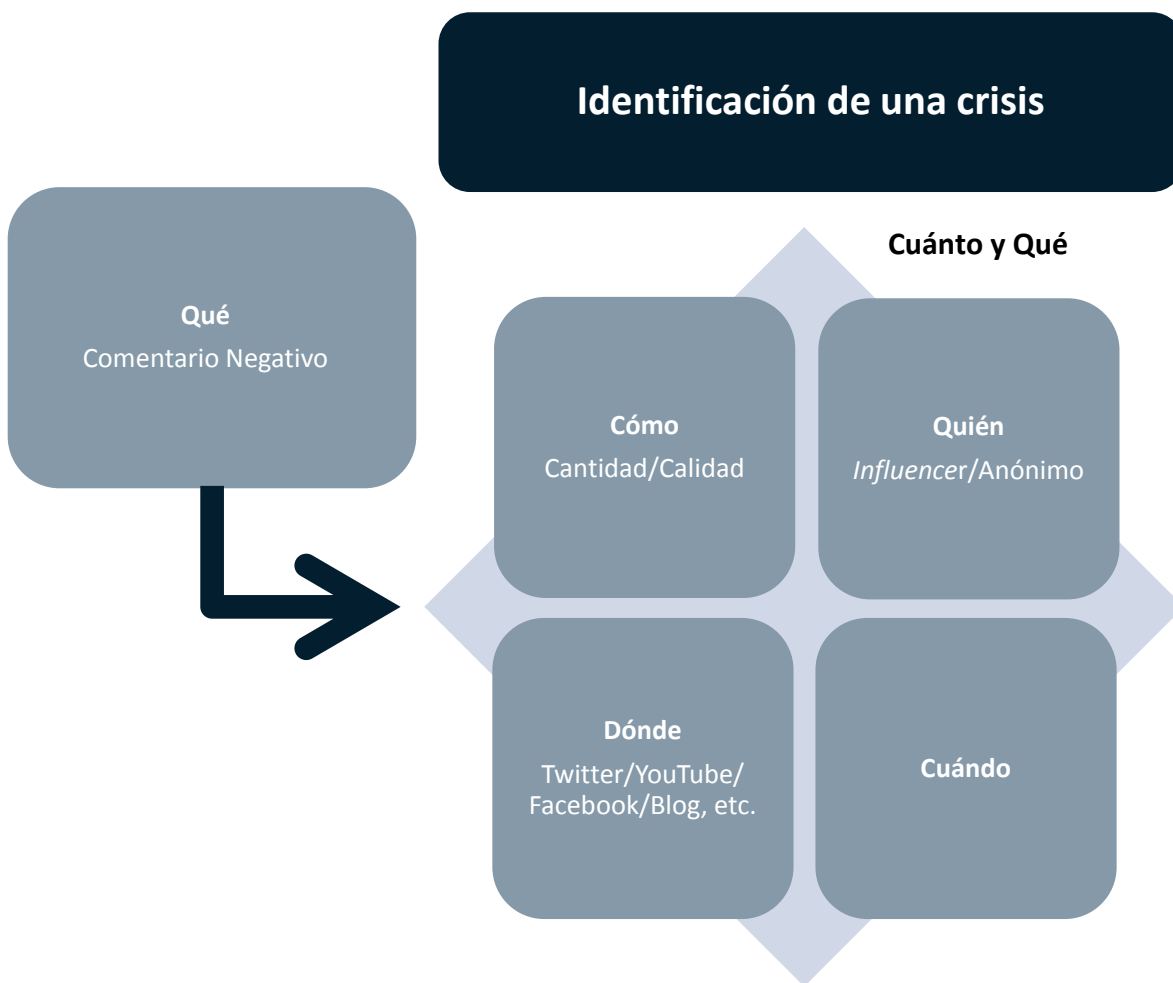 Identificación de una crisis
Qué
Comentario Negativo
Cuánto y Qué
Cómo
Cantidad/Calidad
Quién
Influencer/Anónimo
Dónde
Twitter/YouTube/
Facebook/Blog, etc.
Cuándo